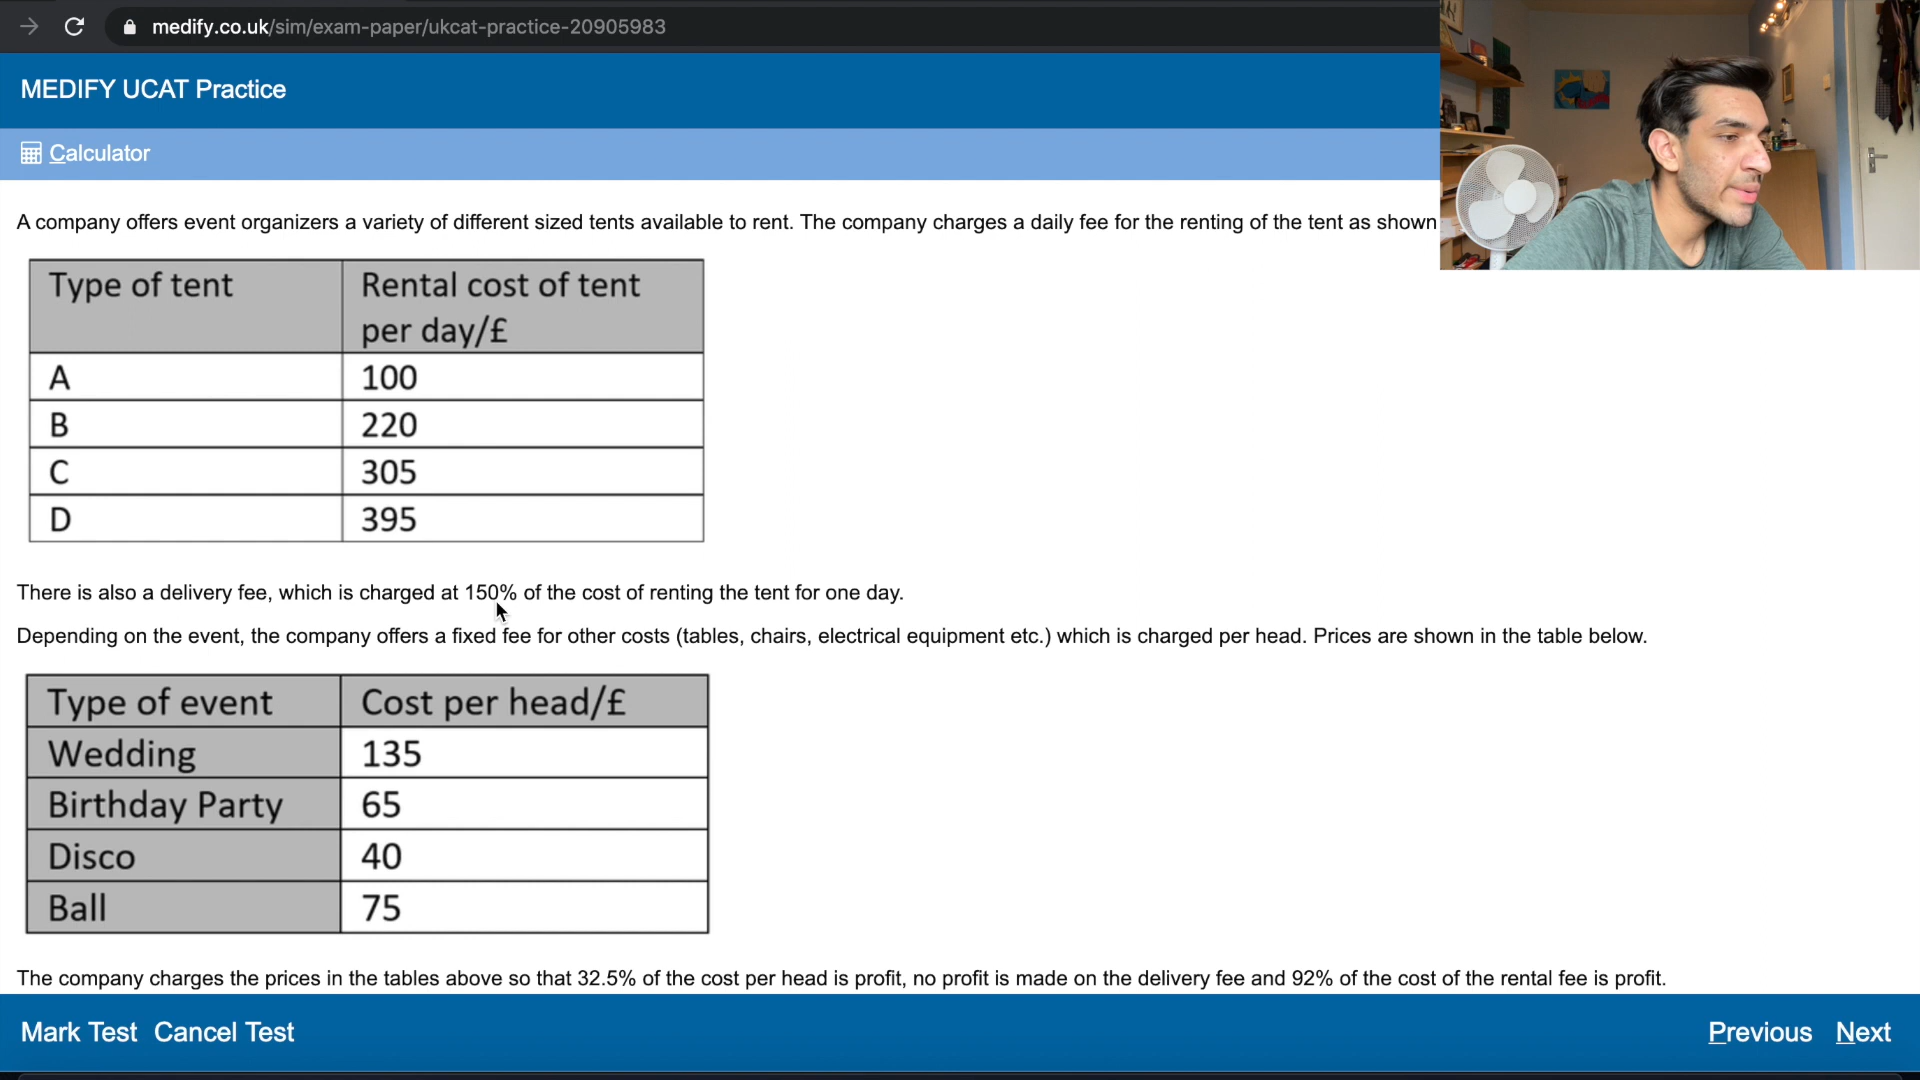 medify.co.uk/sim/exam-paper/ukcat-practice-20905983
MEDIFY UCAT Practice
Calculator
A company offers event organizers a variety of different sized tents available to rent. The company charges a daily fee for the renting of the tent as shown
Type of tent Rental cost of tent per day/£
A 100
B 220
C 305
D 395
There is also a delivery fee, which is charged at 150% of the cost of renting the tent for one day.
Depending on the event, the company offers a fixed fee for other costs (tables, chairs, electrical equipment etc.) which is charged per head. Prices are shown in the table below.
Type of event Cost per head/£
Wedding 135
Birthday Party 65
Disco 40
Ball 75
The company charges the prices in the tables above so that 32.5% of the cost per head is profit, no profit is made on the delivery fee and 92% of the cost of the rental fee is profit.
Mark Test Cancel Test Previous Next